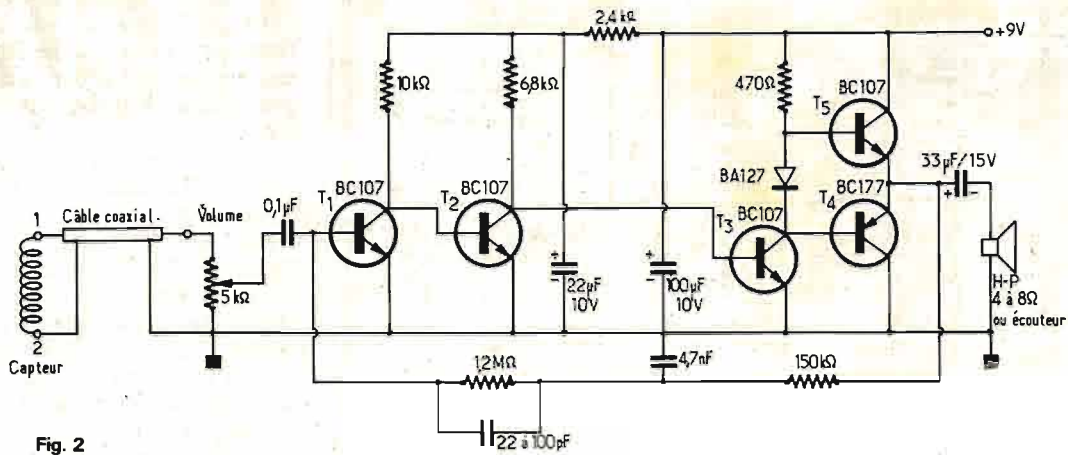 2,4 kΩ
+9V
10kΩ
6,8kΩ
470Ω
T5
BC107
BA127
33µF/15V
+ -
BC177
T4
1
Câble coaxial
Volume
0,1µF
T1
BC107
T2
BC107
T3
BC107
5kΩ
2
Capteur
+
-
22µF
10V
+
-
100µF
10V
H-P
4 à 8Ω
ou écouteur
4,7nF
1,2MΩ
150kΩ
22 à 100pF
Fig. 2